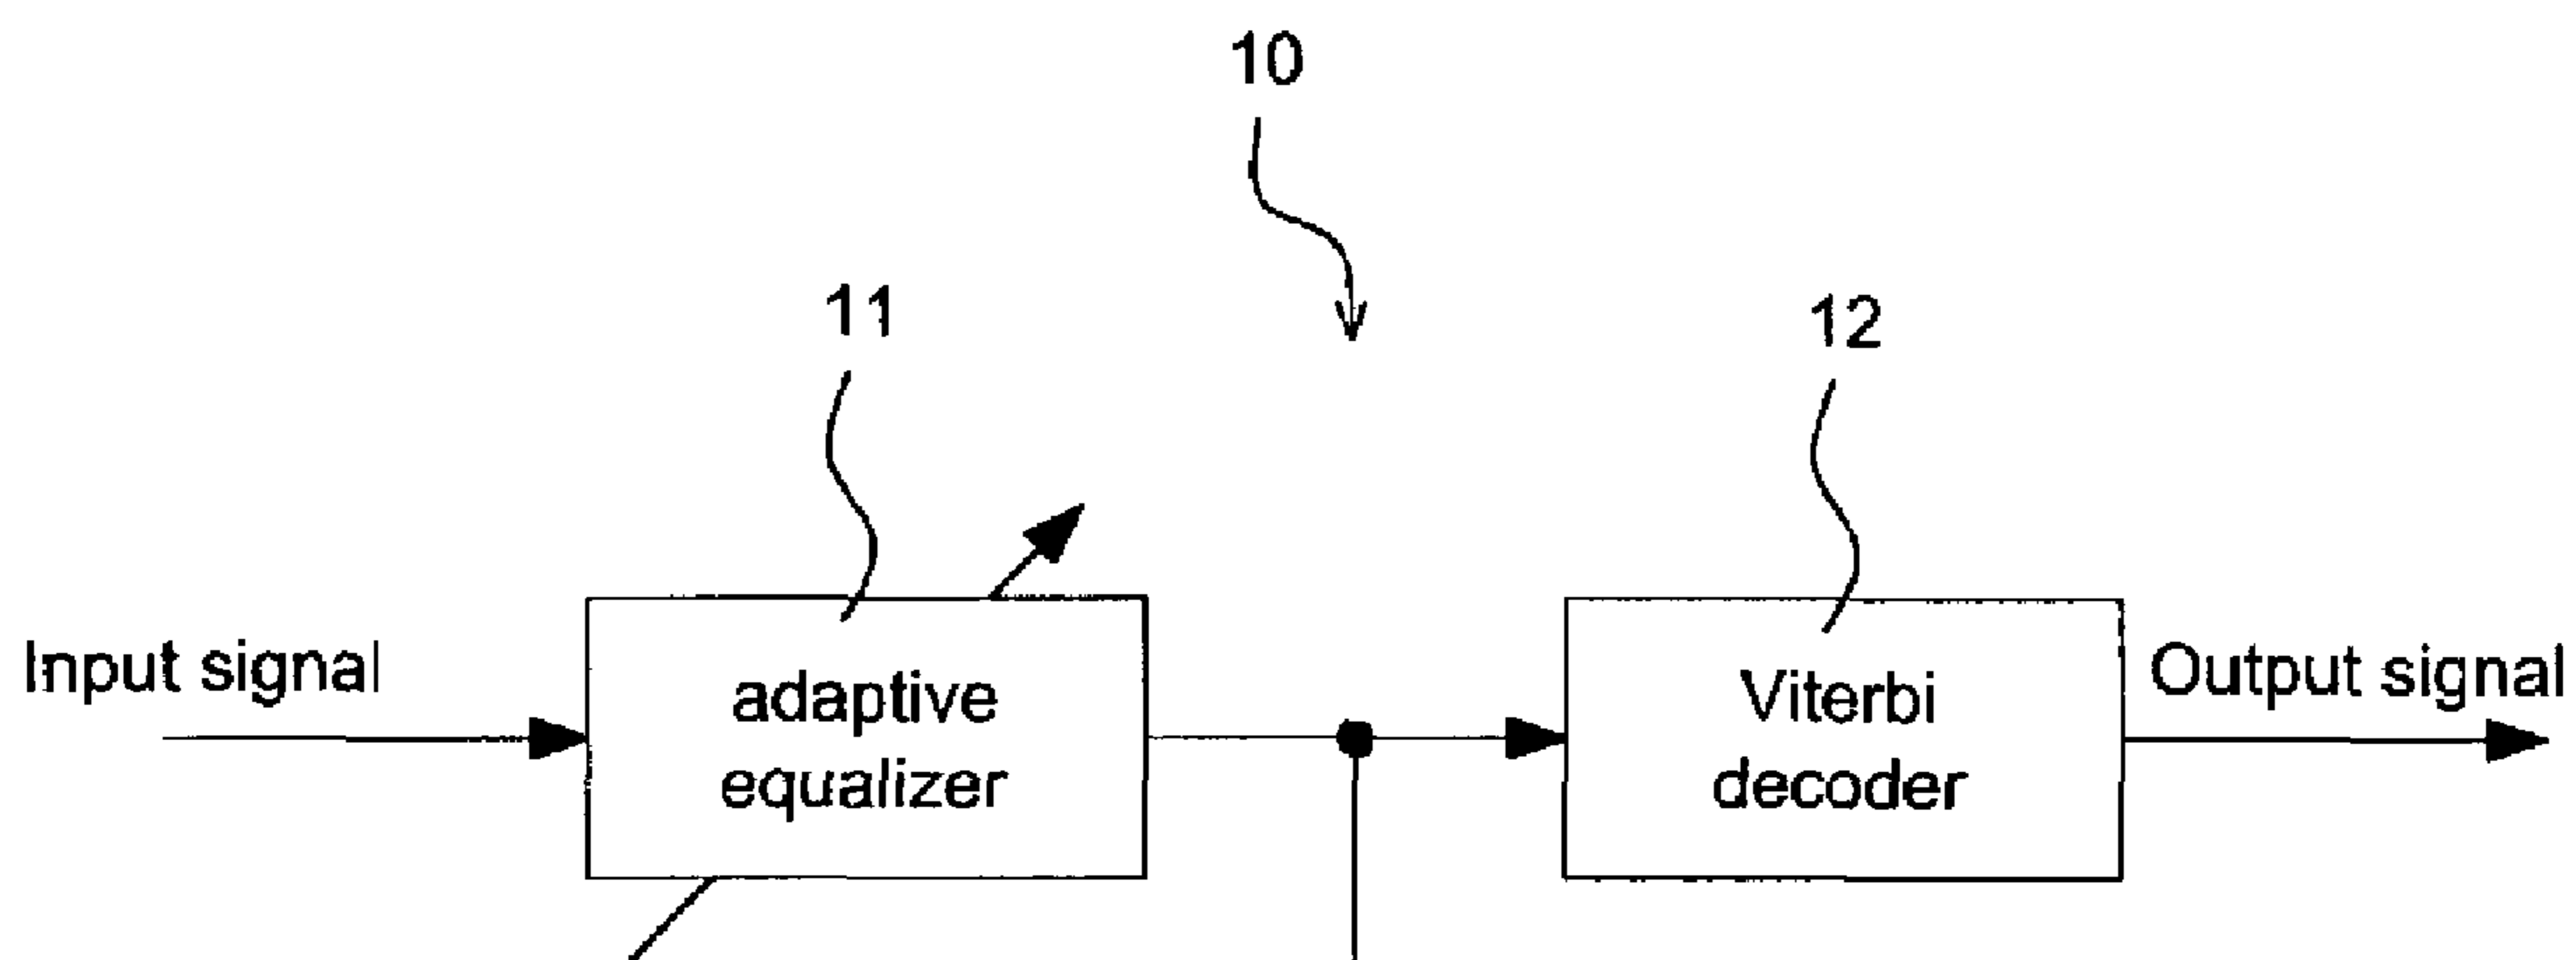 10
11
12
Input signal
adaptive
equalizer
Viterbi
decoder
Output signal